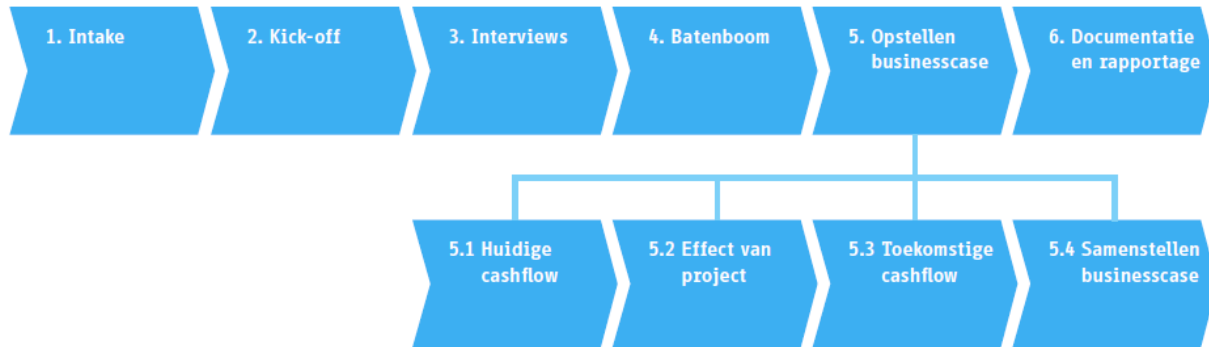 1. Intake
2. Kick-off
3. Interviews
4. Batenboom
5. Opstellen
businesscase
6. Documentatie
en rapportage
5.1 Huidige
cashflow
5.2 Effect van
project
5.3 Toekomstige
cashflow
5.4 Samenstellen
businesscase